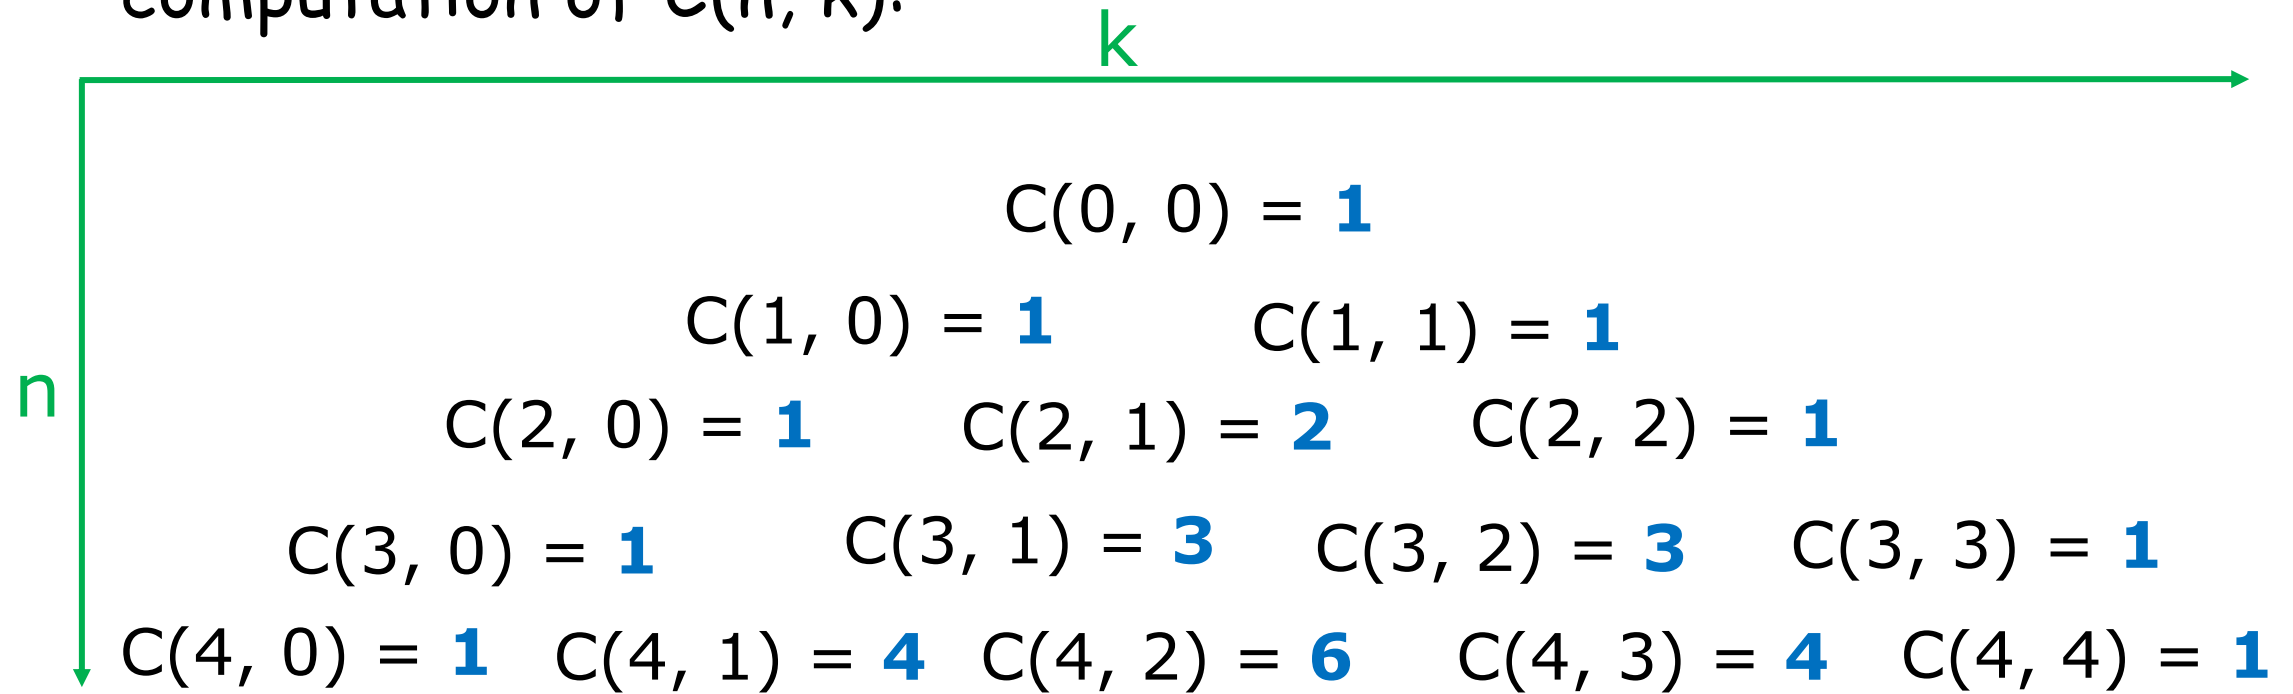 computation of C(n, k).
k
C(0, 0) = 1
C(1, 0) = 1 C(1, 1) = 1
n
C(2, 0) = 1 C(2, 1) = 2 C(2, 2) = 1
C(3, 0) = 1 C(3, 1) = 3 C(3, 2) = 3 C(3, 3) = 1
C(4, 0) = 1 C(4, 1) = 4 C(4, 2) = 6 C(4, 3) = 4 C(4, 4) = 1